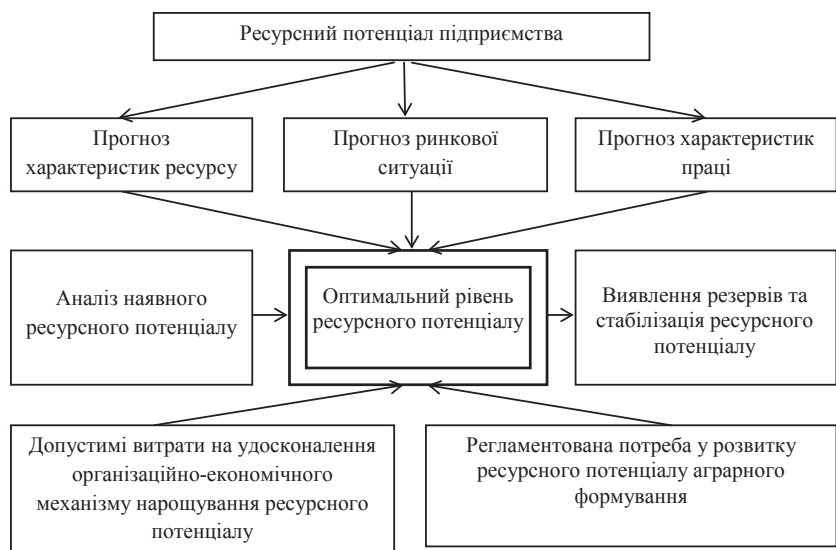 Ресурсний потенціал підприємства
Прогноз
характеристик ресурсу
Прогноз ринкової
ситуації
Прогноз характеристик
праці
Аналіз наявного
ресурсного потенціалу
Оптимальний рівень
ресурсного потенціалу
Виявлення резервів та
стабілізація ресурсного
потенціалу
Допустимі витрати на удосконалення
організаційно-економічного
механізму нарощування ресурсного
потенціалу
Регламентована потреба у розвитку
ресурсного потенціалу аграрного
формування